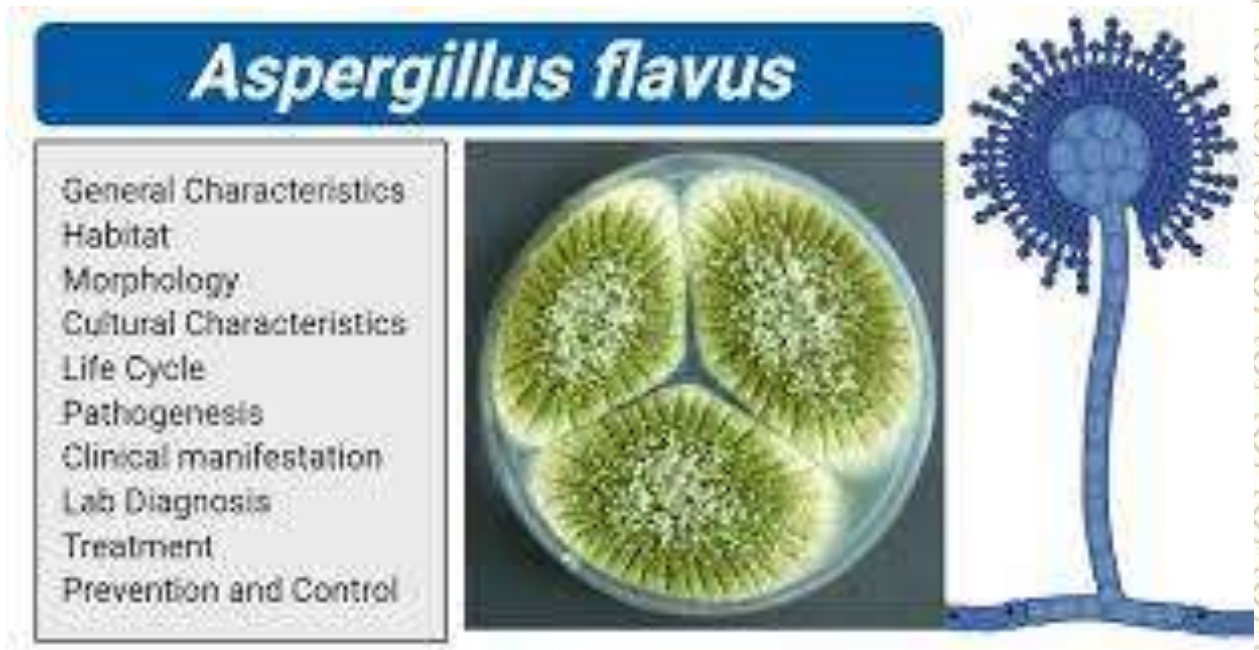 Aspergillus flavus
General Characteristics
Habitat
Morphology
Cultural Characteristics
Life Cycle
Pathogenesis
Clinical manifestation
Lab Diagnosis
Treatment
Prevention and Control